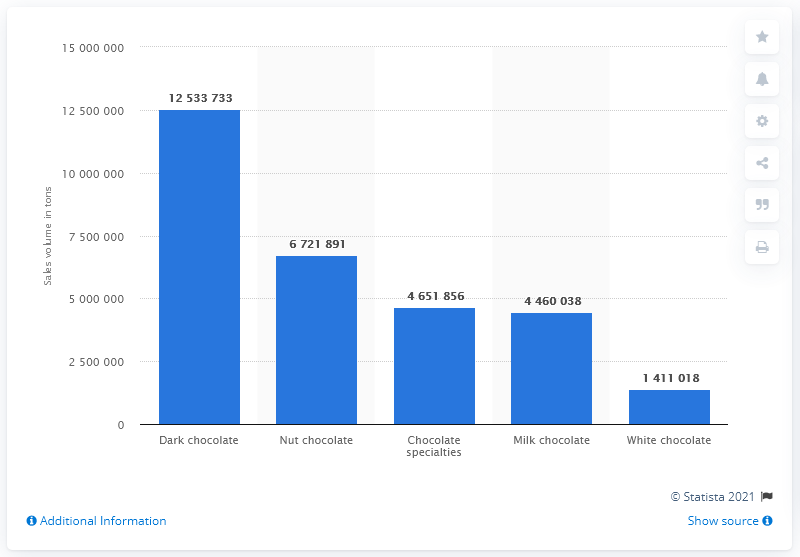 15 000 000
12 500 000
10 000 000
7 500 000
5 000 000
2 500 000
0
Sales volume in tons
12 533 733
6 721 891
4 651 856
4 460 038
1 411 018
Dark chocolate
Nut chocolate
Chocolate
specialties
Milk chocolate
White chocolate
© Statista 2021
Additional Information
Show source